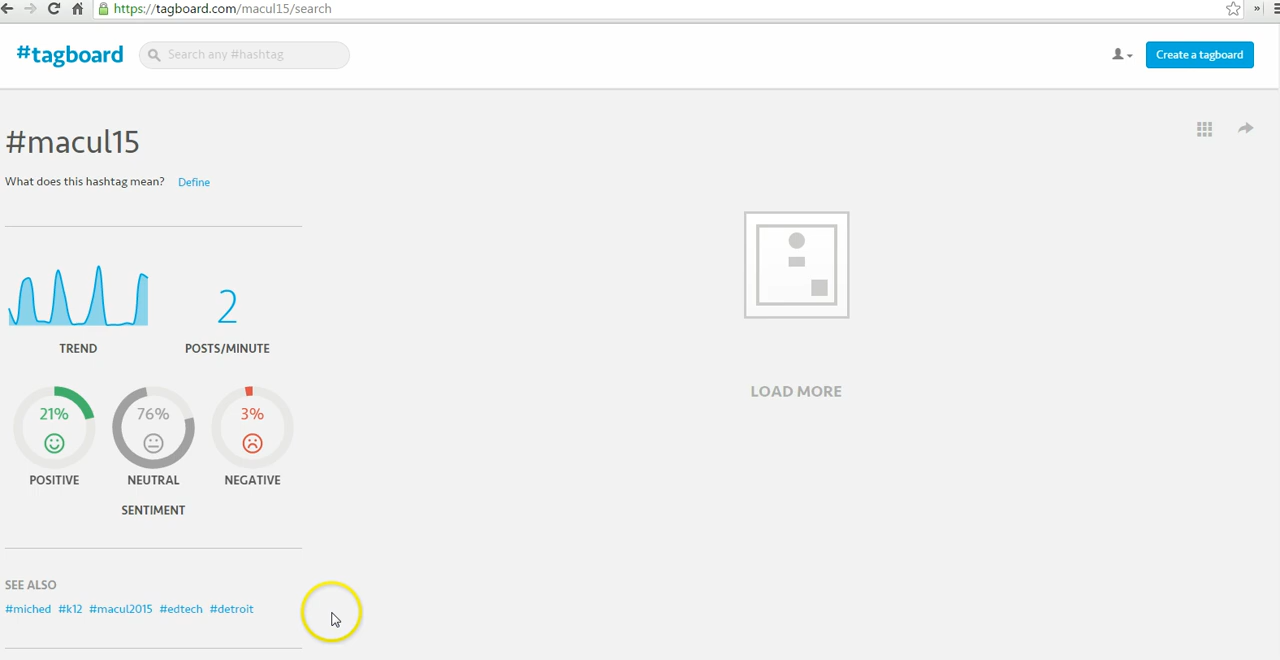 https://tagboard.com/macul15/search
»
#tagboard
Search any #hashtag
Create a tagboard
#macul15
What does this hashtag mean? Define
2
TREND
POSTS/MINUTE
21%
76%
3%
POSITIVE
NEUTRAL
NEGATIVE
SENTIMENT
SEE ALSO
#miched #k12 #macul2015 #edtech #detroit
LOAD MORE